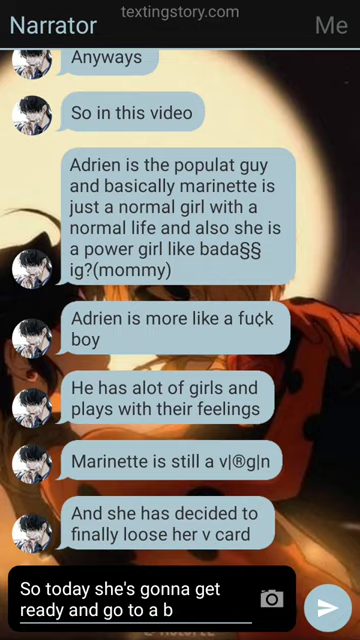 textingstory.com
Narrator
Me
Anyways
So in this video
Adrien is the populat guy
and basically marinette is
just a normal girl with a
normal life and also she is
a power girl like bada§§
ig?(mommy)
Adrien is more like a fu¢k
boy
He has alot of girls and
plays with their feelings
Marinette is still a v|®g|n
And she has decided to
finally loose her v card
So today she's gonna get
ready and go to a b